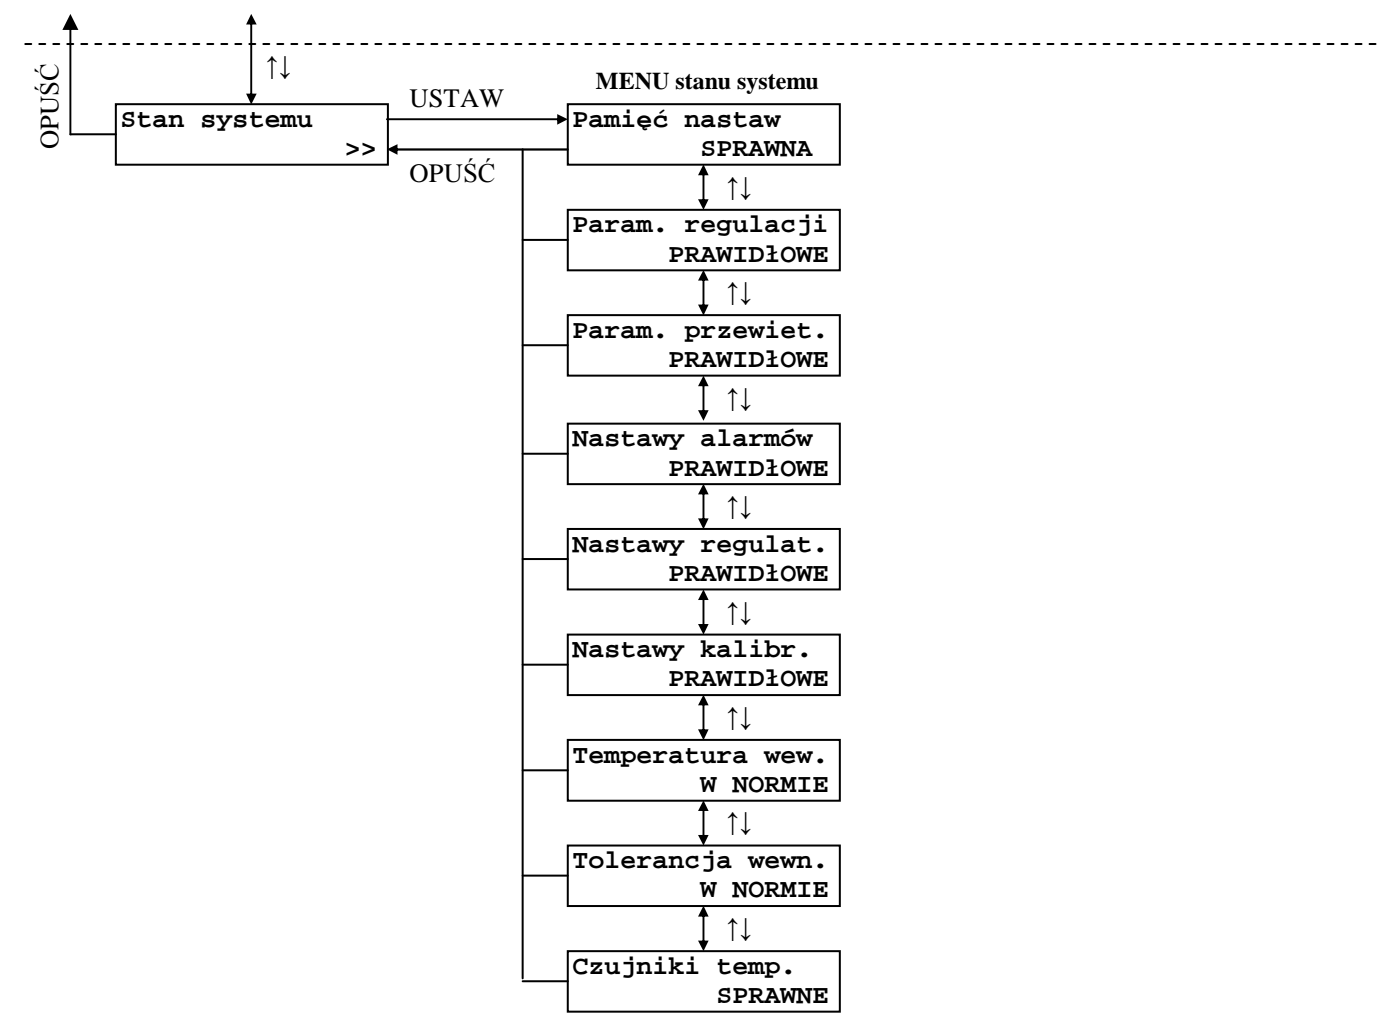 ↑↓
OPUŚĆ
MENU stanu systemu
Stan systemu
>>
USTAW
OPUŚĆ
Pamięć nastaw
SPRAWNA
↑↓
Param. regulacji
PRAWIDłOWE
↑↓
Param. przewiet.
PRAWIDłOWE
↑↓
Nastawy alarmów
PRAWIDłOWE
↑↓
Nastawy regulat.
PRAWIDłOWE
↑↓
Nastawy kalibr.
PRAWIDłOWE
↑↓
Temperatura wew.
W NORMIE
↑↓
Tolerancja wewn.
W NORMIE
↑↓
Czujniki temp.
SPRAWNE